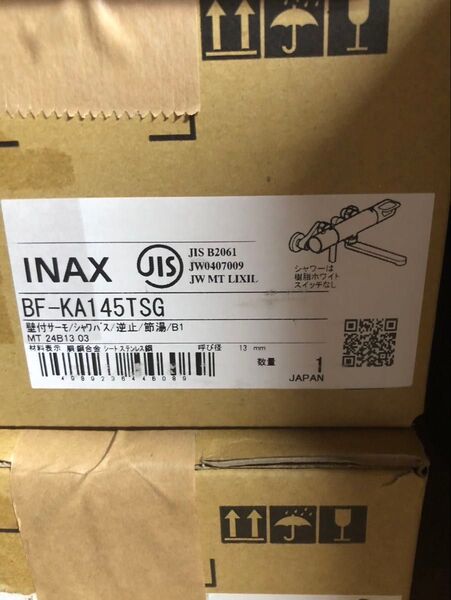 INAX
JIS
JIS B2061
JW0407009
JW MT LIXIL
シャワーは
樹脂ホワイト
スイッチなし
BF-KA145TSG
壁付サーモ/シャワバス/逆止/節湯/B1
MT 24B13 03
材料表示 銅 銅合金 シートステンレス鋼 呼び径 13 mm
4989236446089
数量 1
JAPAN